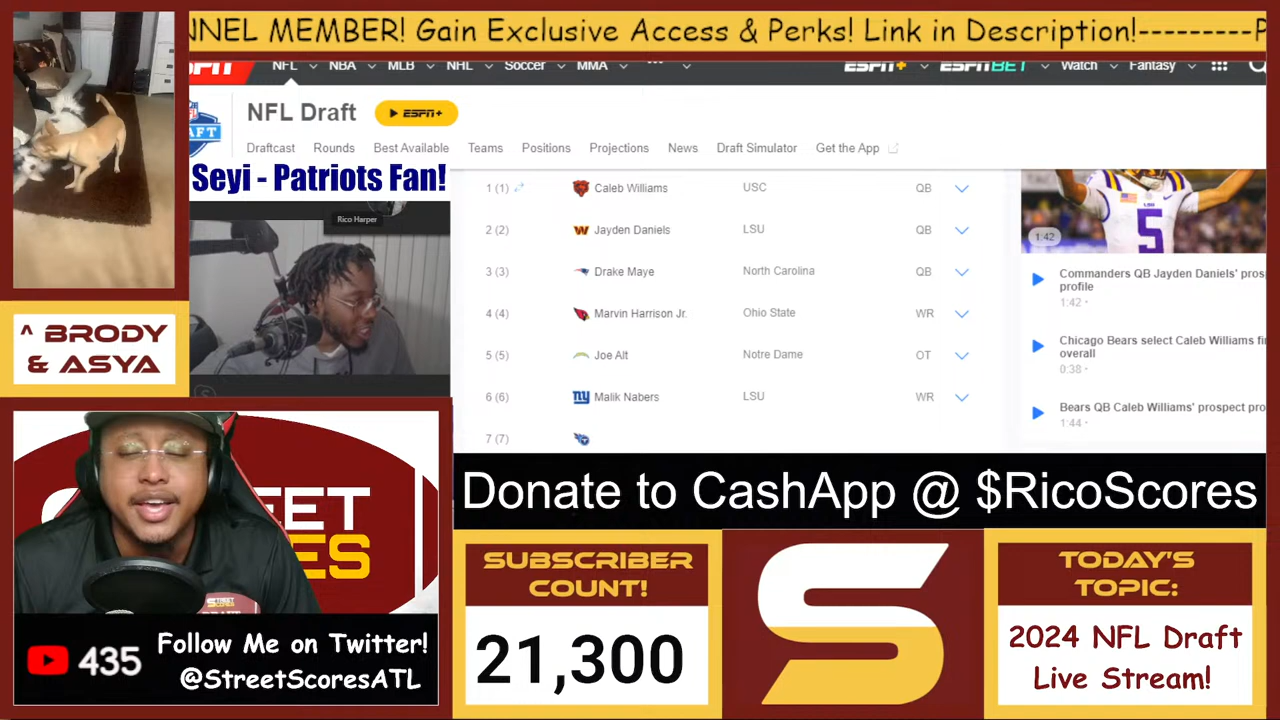 NNEL MEMBER! Gain Exclusive Access & Perks! Link in Description!---------P
NFL NBA MLB NHL Soccer MMA ... ESPN+ ESPNBET Watch Fantasy
NFL Draft ESPN+
Draftcast Rounds Best Available Teams Positions Projections News Draft Simulator Get the App
Seyi - Patriots Fan!
Rico Harper
1 (1) Caleb Williams USC QB
2 (2) Jayden Daniels LSU QB
3 (3) Drake Maye North Carolina QB
4 (4) Marvin Harrison Jr. Ohio State WR
5 (5) Joe Alt Notre Dame OT
6 (6) Malik Nabers LSU WR
7 (7)
5
1:42
Commanders QB Jayden Daniels' pros
profile
1:42
Chicago Bears select Caleb Williams fi
overall
0:38
Bears QB Caleb Williams' prospect pro
1:44
^ BRODY
& ASYA
Donate to CashApp @ $RicoScores
435
Follow Me on Twitter!
@StreetScoresATL
SUBSCRIBER
COUNT!
21,300
S
TODAY'S
TOPIC:
2024 NFL Draft
Live Stream!